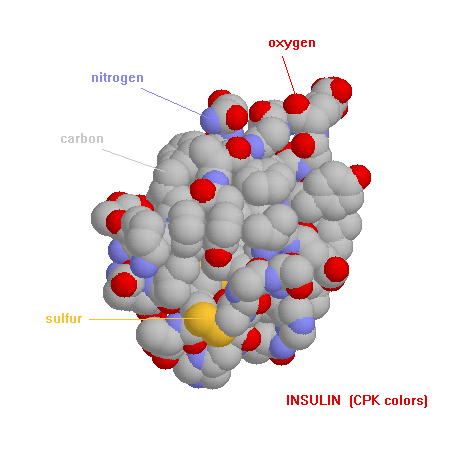 oxygen
nitrogen
carbon
sulfur
INSULIN (CPK colors)